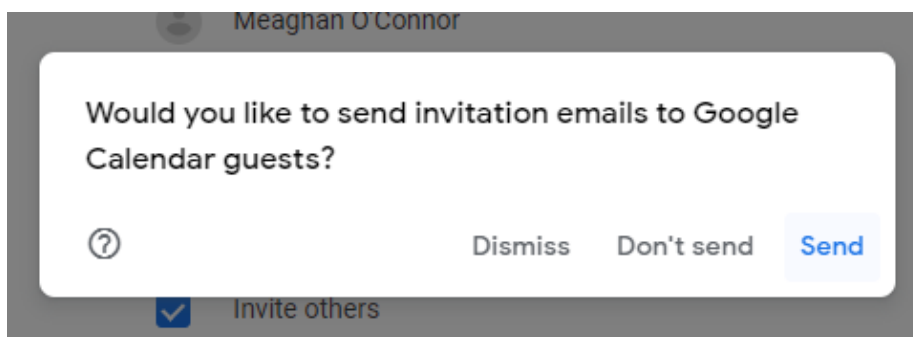 Meaghan O'Connor
Would you like to send invitation emails to Google
Calendar guests?
Dismiss Don't send Send
Invite others